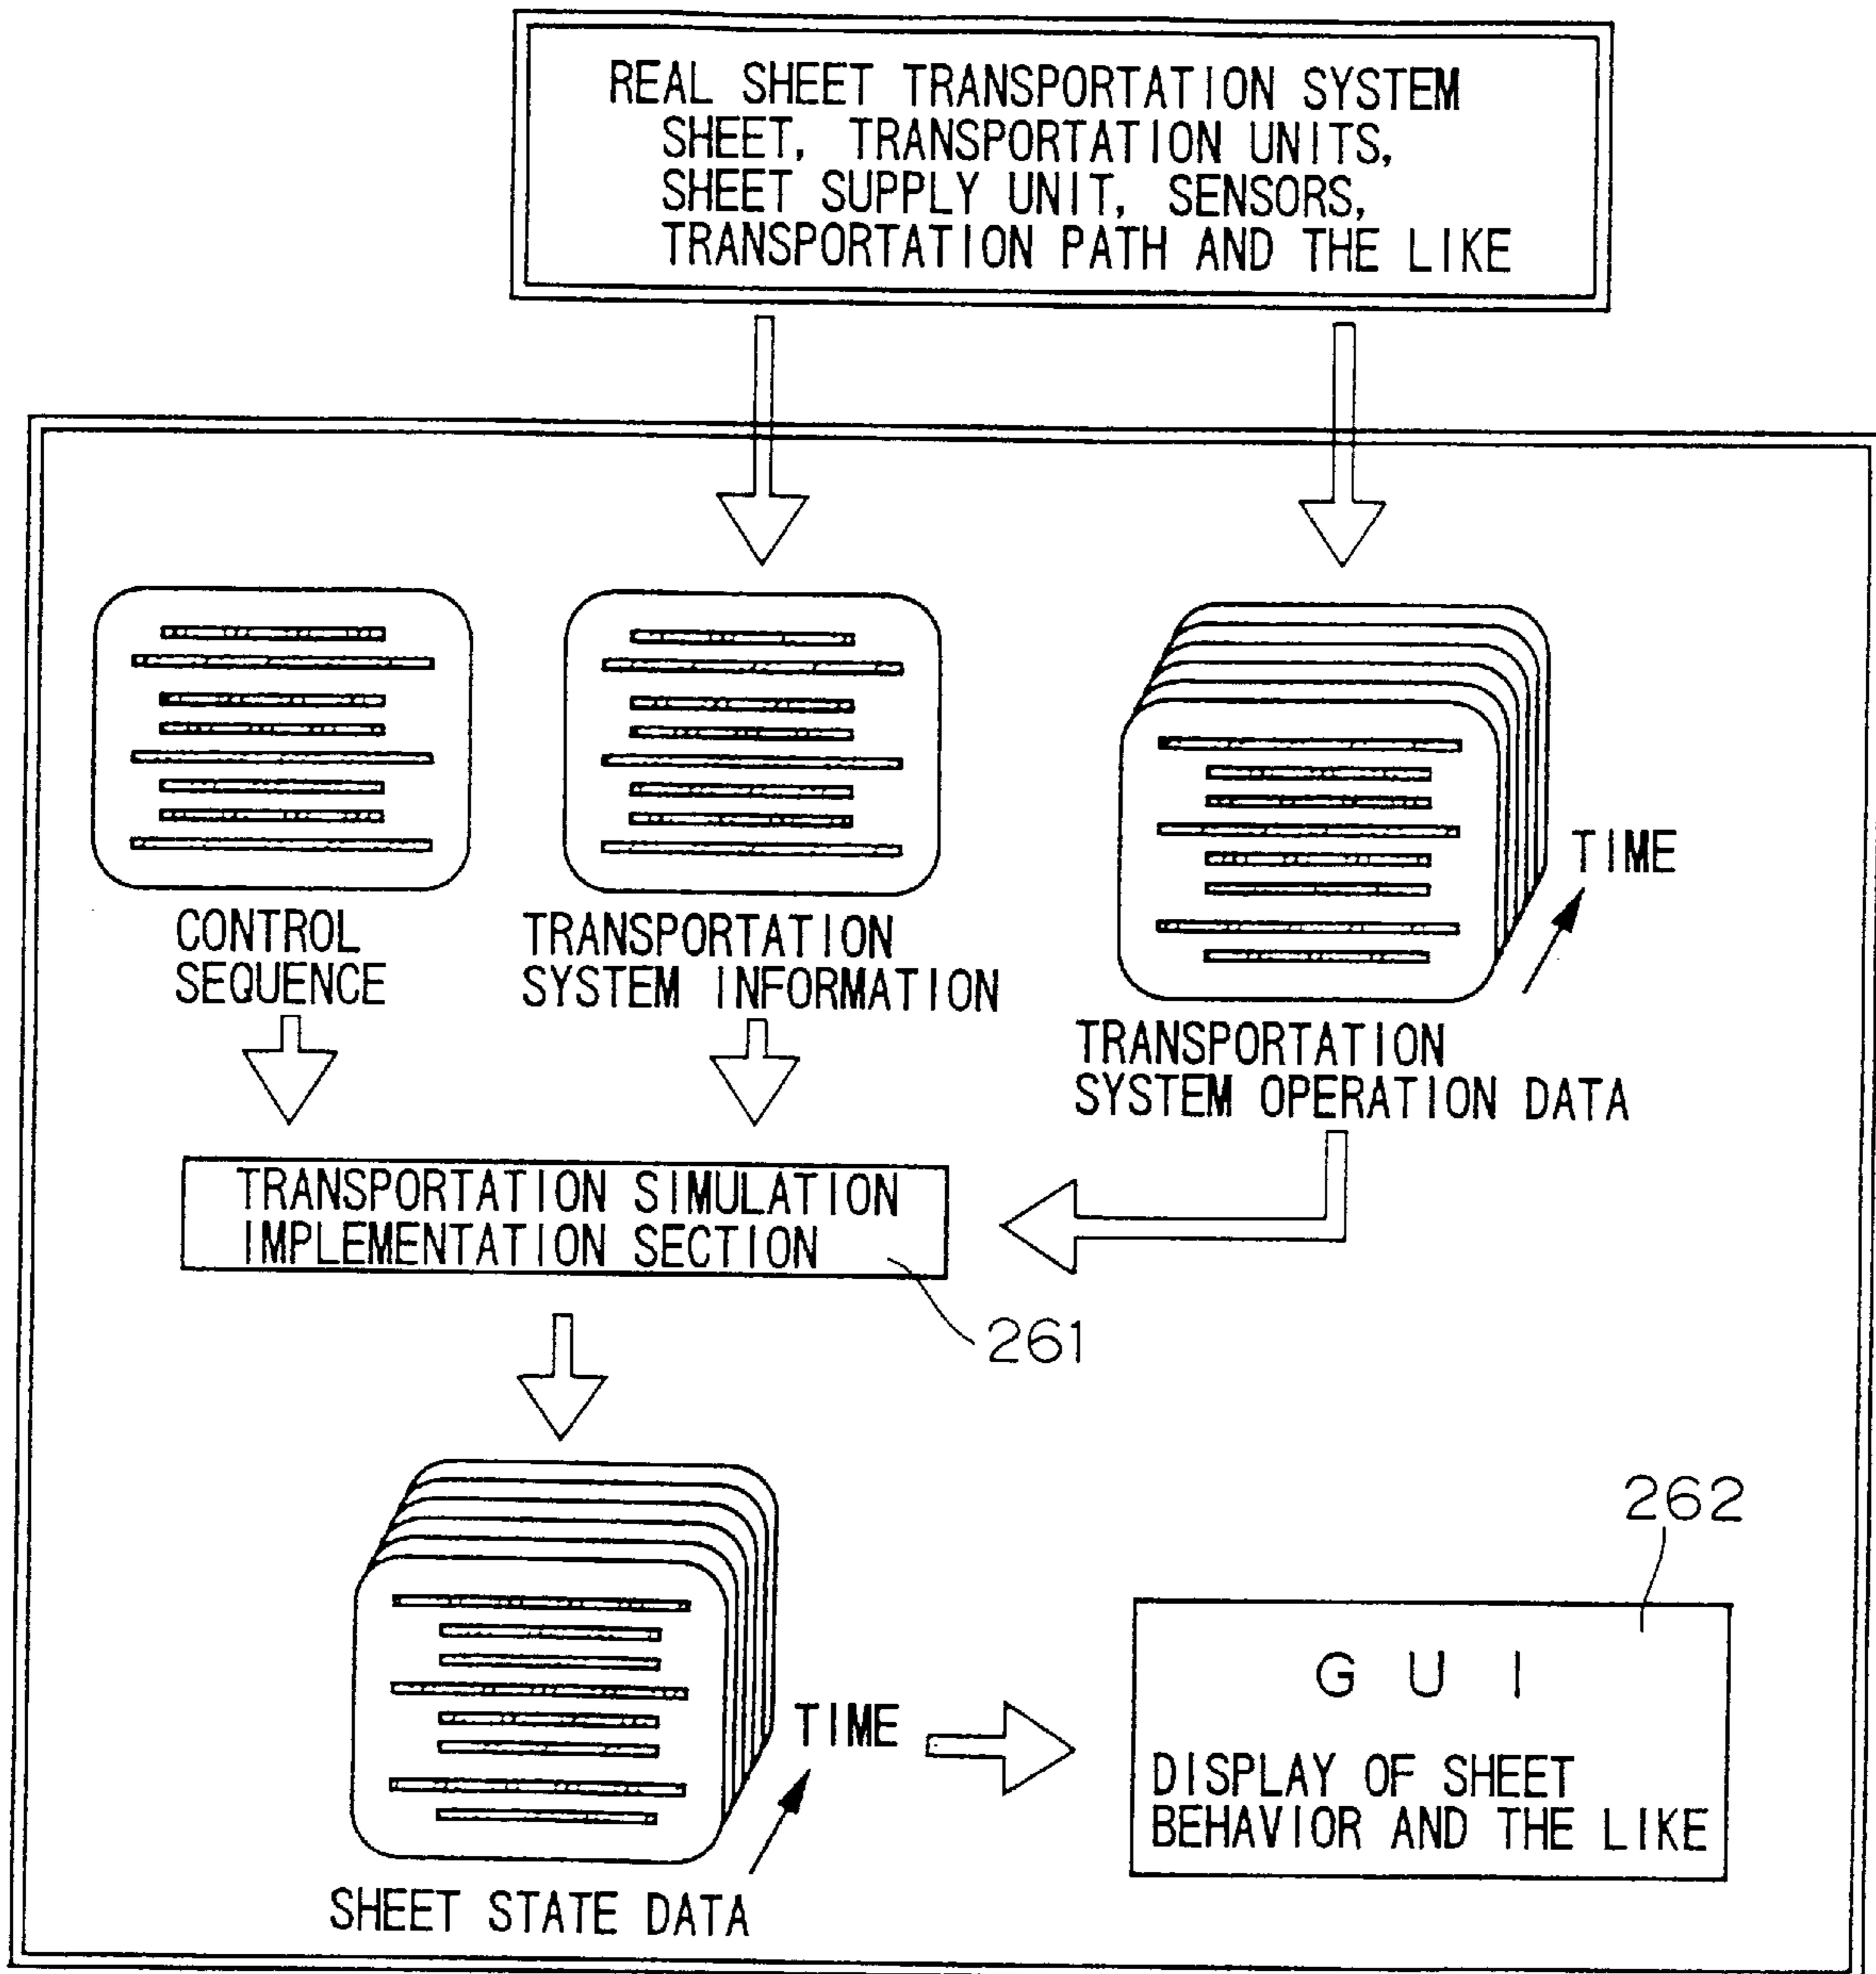 REAL SHEET TRANSPORTATION SYSTEM
SHEET, TRANSPORTATION UNITS,
SHEET SUPPLY UNIT, SENSORS,
TRANSPORTATION PATH AND THE LIKE
CONTROL
SEQUENCE
TRANSPORTATION
SYSTEM INFORMATION
TIME
TRANSPORTATION
SYSTEM OPERATION DATA
TRANSPORTATION SIMULATION
IMPLEMENTATION SECTION
261
SHEET STATE DATA
TIME
262
GUI
DISPLAY OF SHEET
BEHAVIOR AND THE LIKE